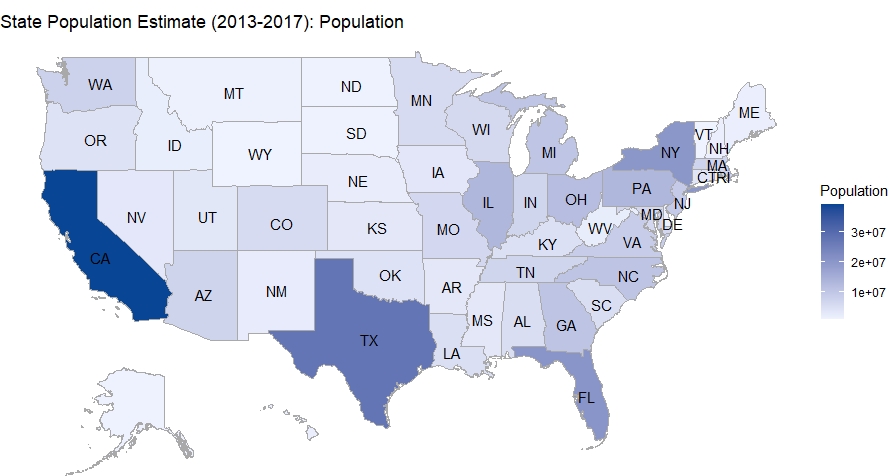 State Population Estimate (2013-2017): Population
WA
MT
ND
MN
ME
OR
ID
SD
WI
MI
VT
NH
NY
WY
MA
CTRI
IA
NE
PA
Population
NV
UT
CO
IL
IN
OH
NJ
MD
DE
KS
MO
WV
VA
3e+07
KY
CA
2e+07
OK
TN
NC
AZ
NM
AR
1e+07
SC
MS
AL
GA
TX
LA
FL